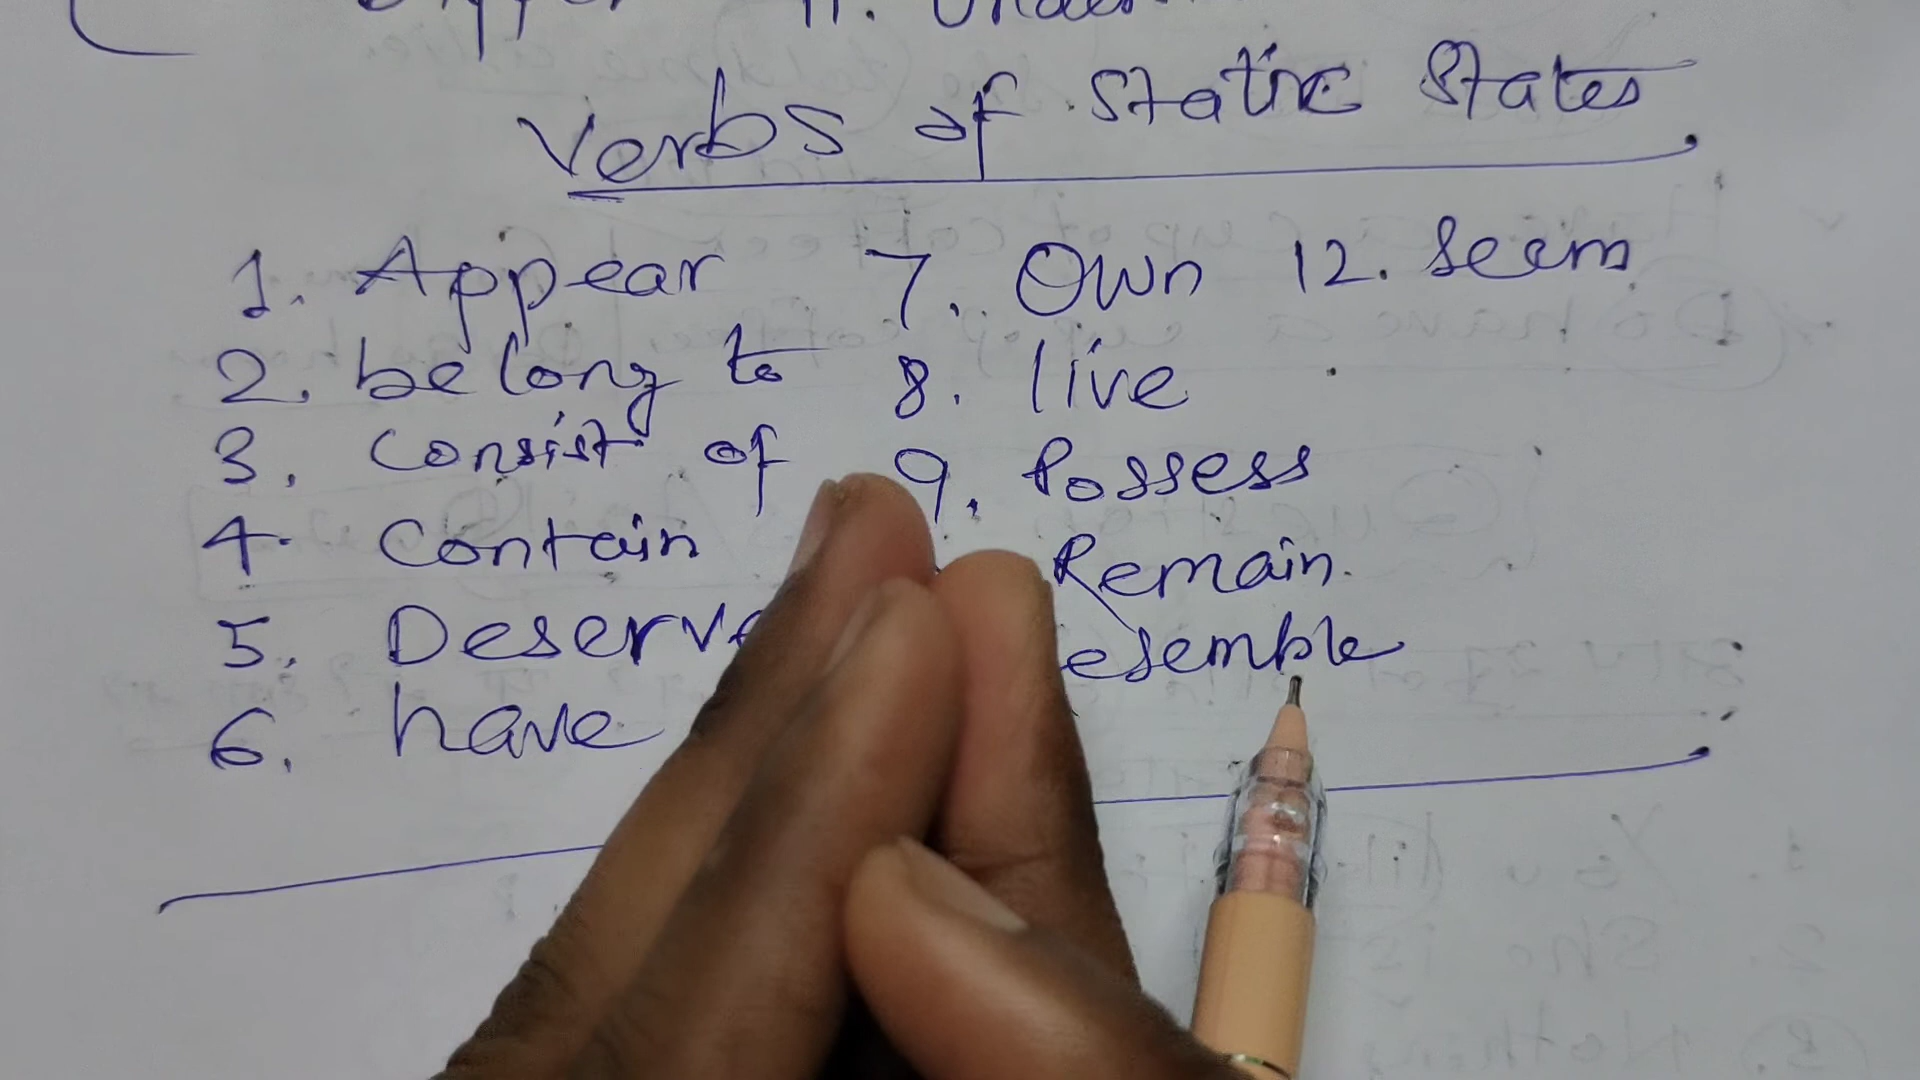 11.
Verbs of Static States
1. Appear 7. Own 12. Seem
2. belong to 8. live
3. Consist of 9. Possess
4. Contain Remain.
5. Deserve esemble
6. have